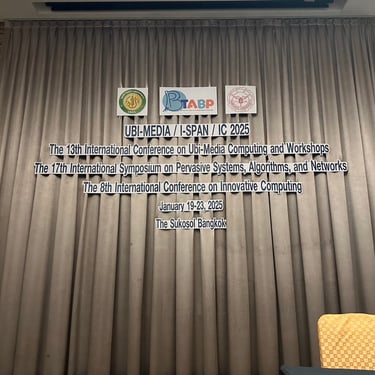 BTABP
UBI-MEDIA / I-SPAN / IC 2025
The 13th International Conference on Ubi-Media Computing and Workshops
The 17th International Symposium on Pervasive Systems, Algorithms, and Networks
The 8th International Conference on Innovative Computing
January 19-23, 2025
The Sukosol Bangkok